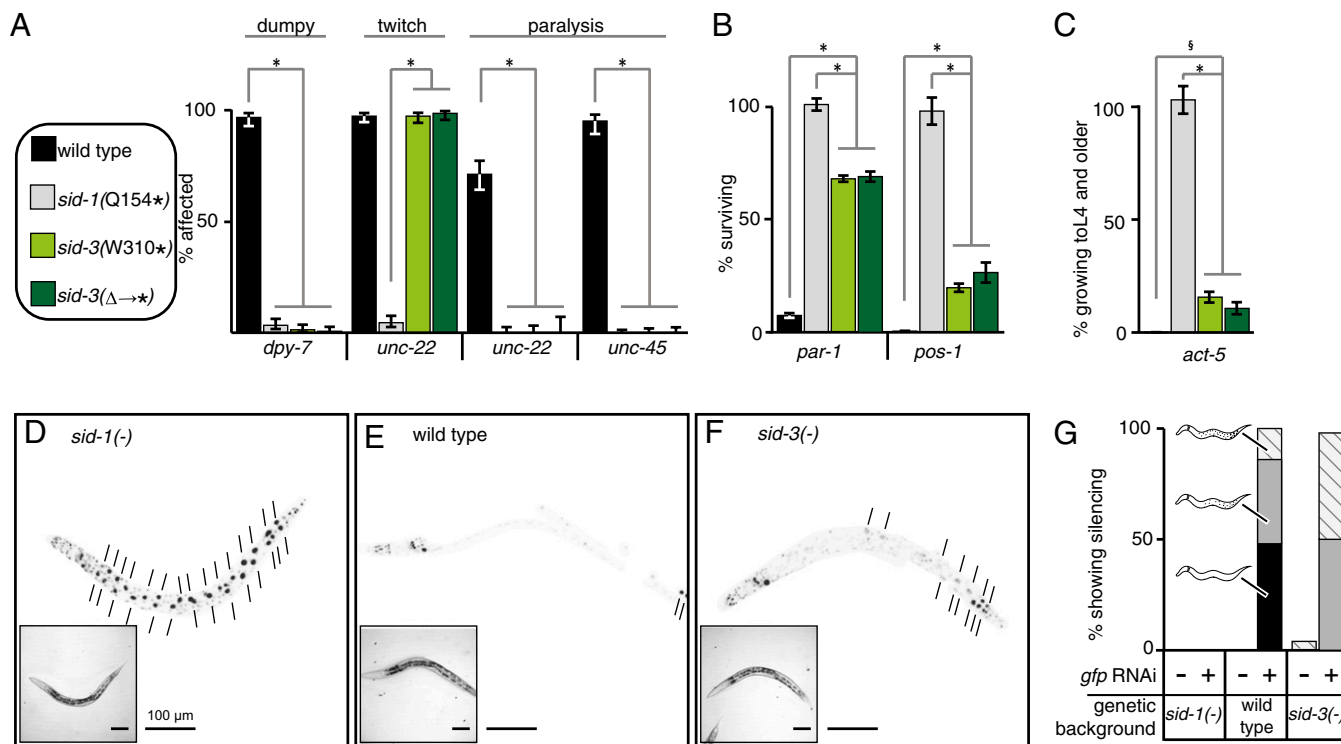 A
dumpy
twitch
paralysis
*
*
*
*
100
50
% affected
wild type
sid-1(Q154*)
sid-3(W310*)
sid-3(Δ→*)
dpy-7
unc-22
unc-22
unc-45
B
*
*
*
*
100
50
0
% surviving
par-1
pos-1
C
§
*
100
50
0
% growing toL4 and older
act-5
D
sid-1(-)
100 µm
E
wild type
F
sid-3(-)
G
100
50
0
% showing silencing
gfp RNAi
- + - + - +
genetic background
sid-1(-)
wild type
sid-3(-)